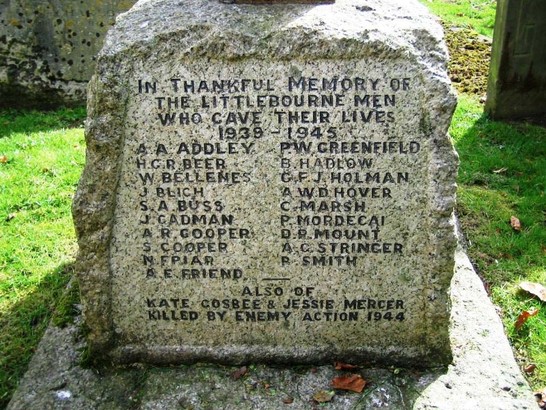 IN THANKFUL MEMORY OF
THE LITTLEBOURNE MEN
WHO GAVE THEIR LIVES
1939-1945
A.A. ADDLEY P.W. GREENFIELD
H.G.R. BEER B. HADLOW
W. BELLENES G.F.J. HOLMAN
J. BLIGH A.W.D. HOVER
S.A. BUSS C. MARSH
J. CADMAN P. MORDECAI
A.R. COOPER D.R. MOUNT
S. COOPER A.C. STRINGER
N. FRIAR R. SMITH
A.E. FRIEND
ALSO OF
KATE GOSBEE & JESSIE MERCER
KILLED BY ENEMY ACTION 1944